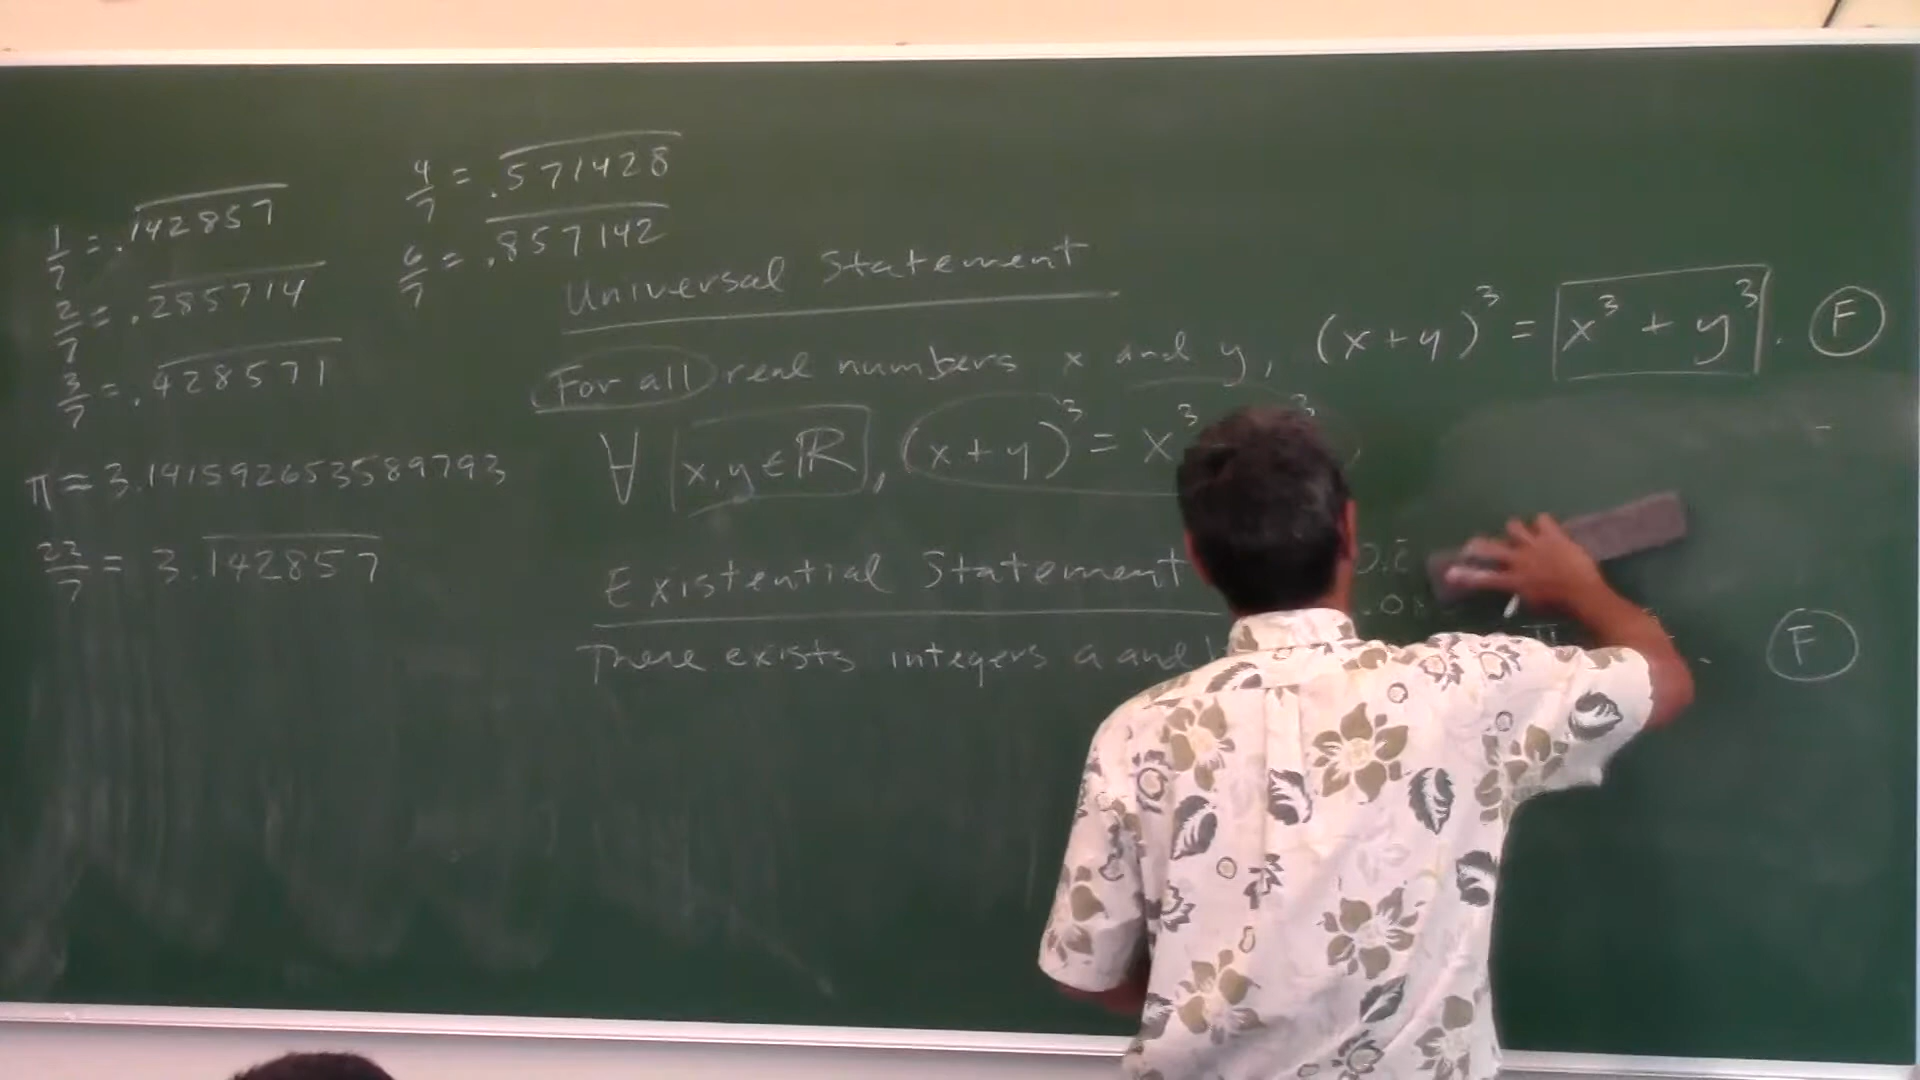 1/7 = .142857
2/7 = .285714
3/7 = .428571
π ≈ 3.141592653589793
22/7 = 3.142857
4/7 = .571428
6/7 = .857142
Universal Statement
For all real numbers x and y, (x+y)³ = x³ + y³. F
∀ x,y∈ℝ, (x+y)³ = x³ ³
Existential Statement
There exists integers a and F